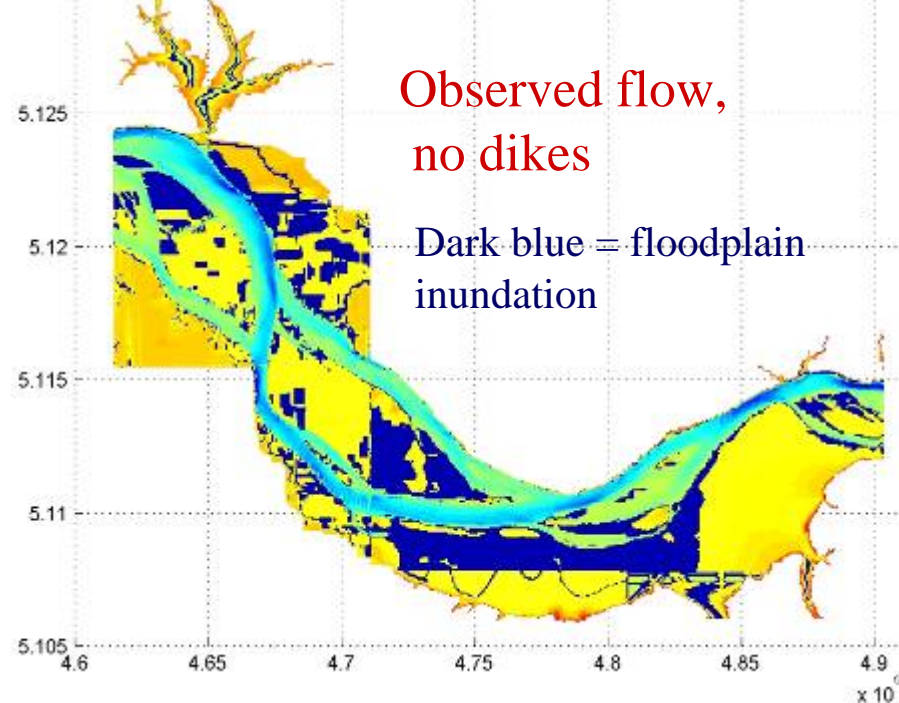 Observed flow,
no dikes
Dark blue = floodplain
inundation
5.125
5.12
5.115
5.11
5.105
4.6 4.65 4.7 4.75 4.8 4.85 4.9
x 10